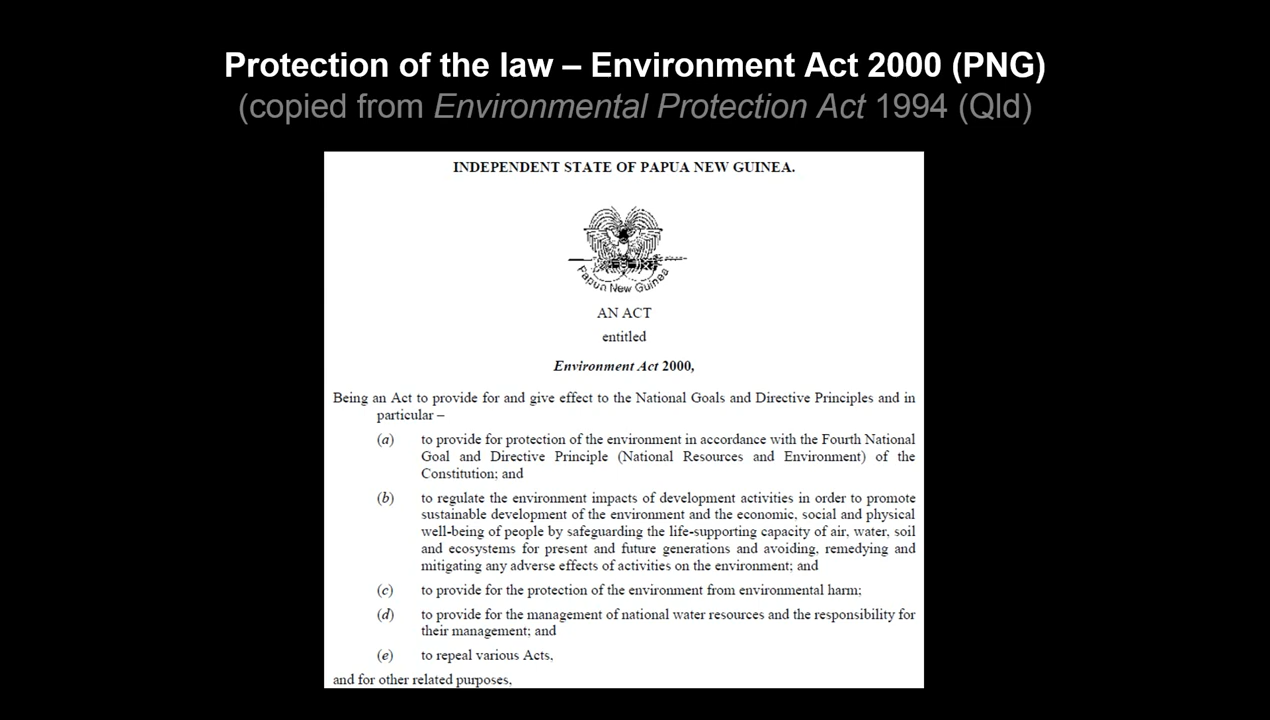 Protection of the law – Environment Act 2000 (PNG)
(copied from Environmental Protection Act 1994 (Qld)
INDEPENDENT STATE OF PAPUA NEW GUINEA.
Papua New Guinea
AN ACT
entitled
Environment Act 2000,
Being an Act to provide for and give effect to the National Goals and Directive Principles and in
particular –
(a) to provide for protection of the environment in accordance with the Fourth National
Goal and Directive Principle (National Resources and Environment) of the
Constitution; and
(b) to regulate the environment impacts of development activities in order to promote
sustainable development of the environment and the economic, social and physical
well-being of people by safeguarding the life-supporting capacity of air, water, soil
and ecosystems for present and future generations and avoiding, remedying and
mitigating any adverse effects of activities on the environment; and
(c) to provide for the protection of the environment from environmental harm;
(d) to provide for the management of national water resources and the responsibility for
their management; and
(e) to repeal various Acts,
and for other related purposes,